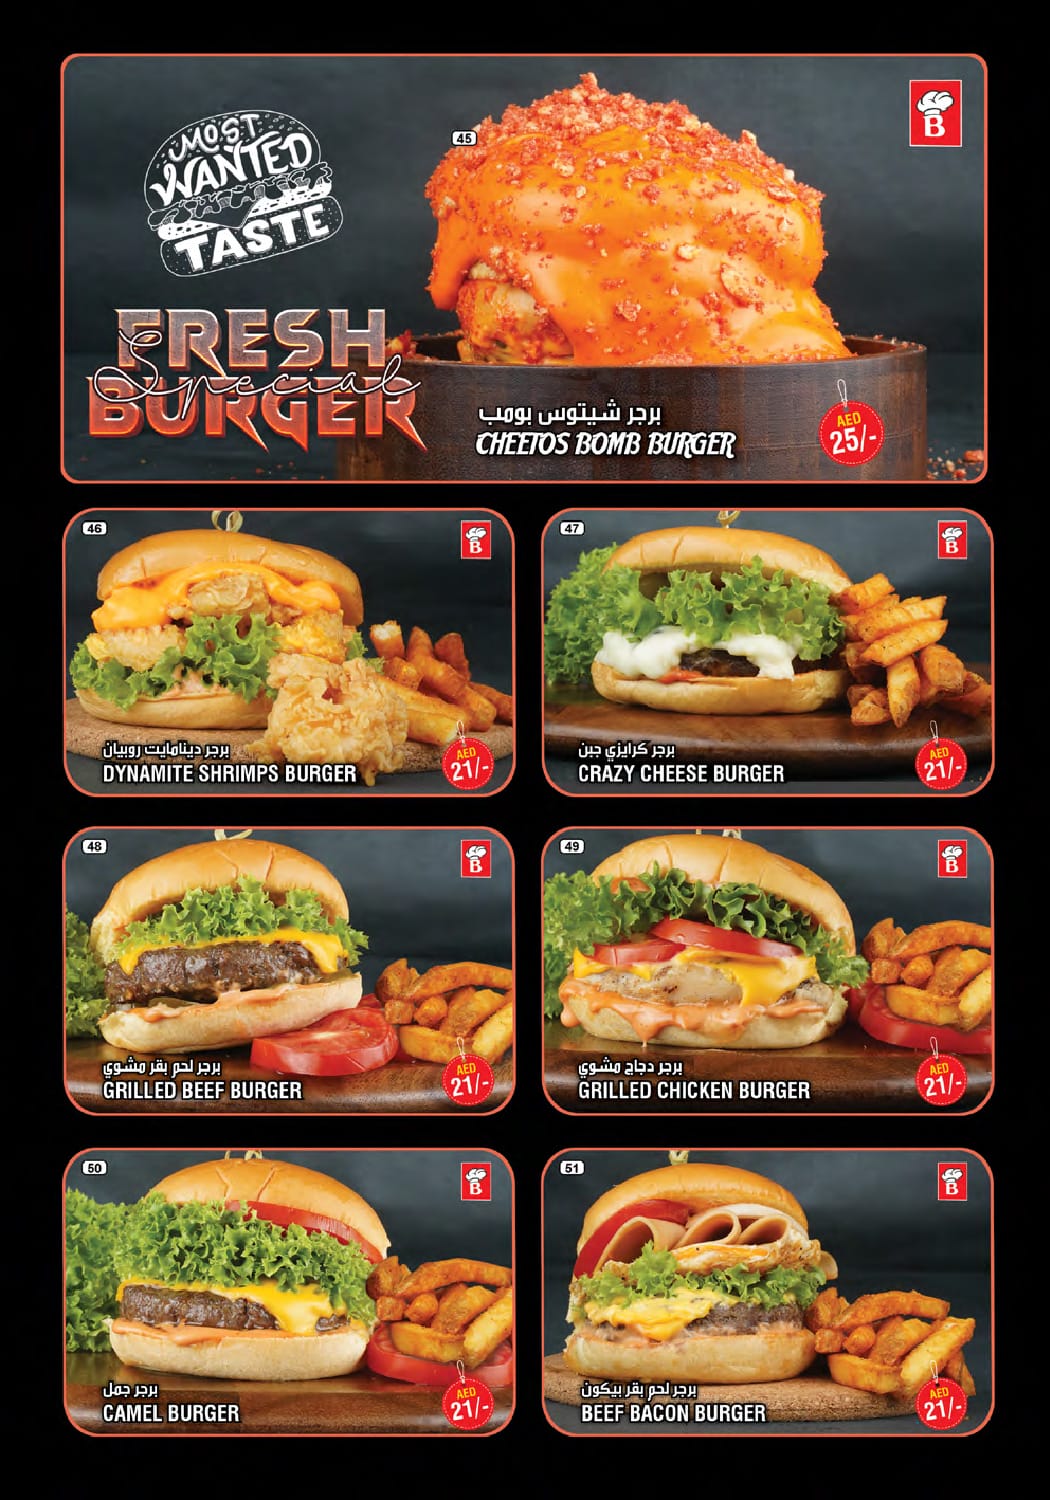 MOST
WANTED
TASTE
FRESH
Special
BURGER
45
B
برجر شيتوس بومب
CHEETOS BOMB BURGER
AED
25/-
46
B
برجر دينامايت روبيان
DYNAMITE SHRIMPS BURGER
AED
21/-
47
B
برجر كرايزي جبن
CRAZY CHEESE BURGER
AED
21/-
48
B
برجر لحم بقر مشوي
GRILLED BEEF BURGER
AED
21/-
49
B
برجر دجاج مشوي
GRILLED CHICKEN BURGER
AED
21/-
50
B
برجر جمل
CAMEL BURGER
AED
21/-
51
B
برجر لحم بقر بيكون
BEEF BACON BURGER
AED
21/-